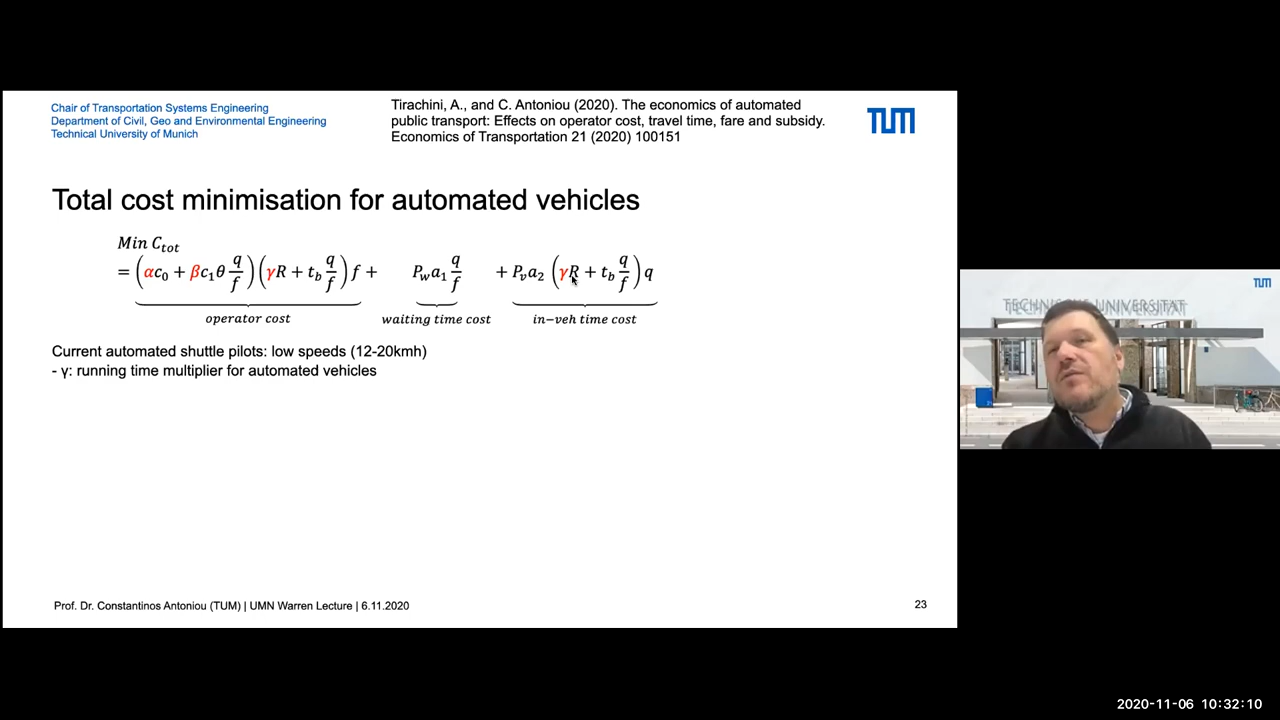 Chair of Transportation Systems Engineering
Department of Civil, Geo and Environmental Engineering
Technical University of Munich
Tirachini, A., and C. Antoniou (2020). The economics of automated
public transport: Effects on operator cost, travel time, fare and subsidy.
Economics of Transportation 21 (2020) 100151
TUM
Total cost minimisation for automated vehicles
Min C_tot
= (αc₀ + βc₁θ q/f)(γR + t_b q/f) f + P_w a₁ q/f + P_v a₂ (γR + t_b q/f) q
operator cost waiting time cost in−veh time cost
Current automated shuttle pilots: low speeds (12-20kmh)
- γ: running time multiplier for automated vehicles
Prof. Dr. Constantinos Antoniou (TUM) | UMN Warren Lecture | 6.11.2020
23
TUM
TECHNISCHE UNIVERSITÄT
2020-11-06 10:32:10